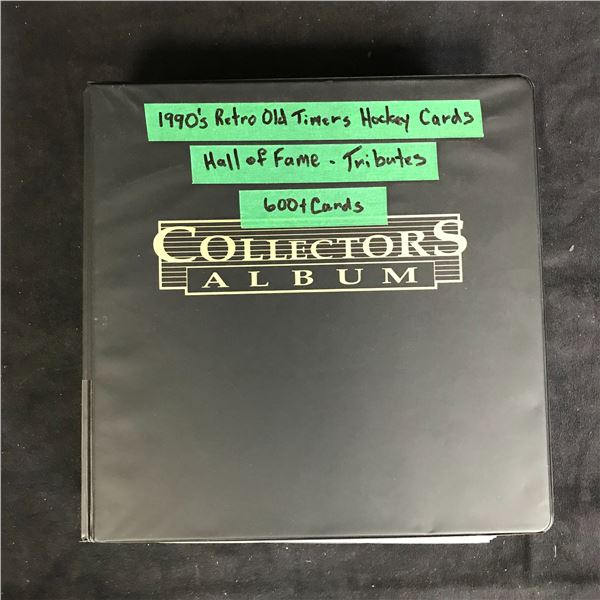 1990's Retro Old Timers Hockey Cards
Hall of Fame - Tributes
600+ Cards
COLLECTORS
ALBUM